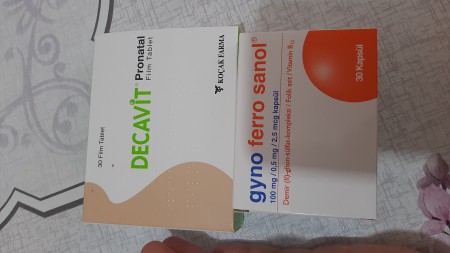 DECAVİT® Pronatal
Film Tablet
KOÇAK FARMA
30 Film Tablet
gyno ferro sanol®
100 mg / 0,5 mg / 2,5 mcg kapsül
Demir (II)-glisin-sülfat-kompleksi / Folik asit / Vitamin B12
30 Kapsül